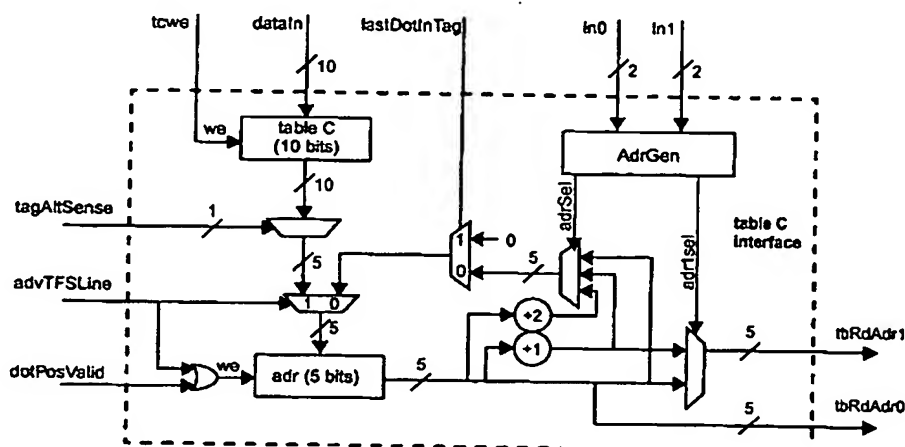 tcwe
dataIn
lastDotInTag
In0
In1
10
2
2
we
table C
(10 bits)
AdrGen
10
tagAltSense
1
adrSel
adr1sel
table C
interface
1
0
5
0
5
advTFSLine
1 0
5
+2
dotPosValid
we
adr (5 bits)
5
+1
5
tbRdAdr1
5
tbRdAdr0